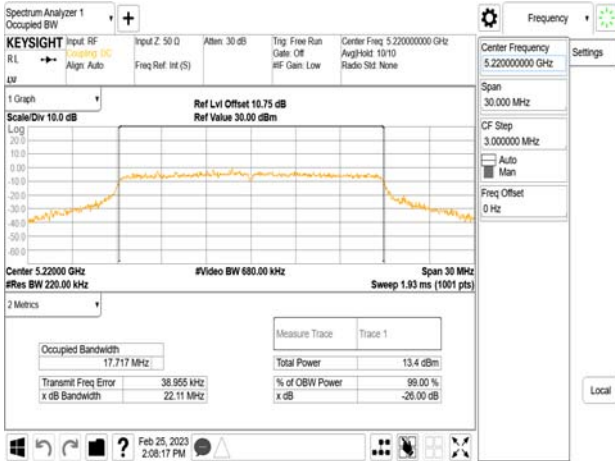 Spectrum Analyzer 1
Occupied BW
Frequency
KEYSIGHT
Input: RF
Coupling: DC
Align: Auto
Input Z: 50 Ω
Freq Ref: Int (S)
Atten: 30 dB
Trig: Free Run
Gate: Off
#IF Gain: Low
Center Freq: 5.220000000 GHz
Avg|Hold: 10/10
Radio Std: None
RL
Center Frequency
5.220000000 GHz
Settings
Span
30.000 MHz
CF Step
3.000000 MHz
Auto
Man
Freq Offset
0 Hz
Local
1 Graph
Scale/Div 10.0 dB
Ref Lvl Offset 10.75 dB
Ref Value 30.00 dBm
Log
20.0
10.0
0.00
-10.0
-20.0
-30.0
-40.0
-50.0
-60.0
Center 5.22000 GHz
#Video BW 680.00 kHz
Span 30 MHz
#Res BW 220.00 kHz
Sweep 1.93 ms (1001 pts)
2 Metrics
Measure Trace
Trace 1
Occupied Bandwidth
17.717 MHz
Total Power
13.4 dBm
Transmit Freq Error
38.955 kHz
% of OBW Power
99.00 %
x dB Bandwidth
22.11 MHz
x dB
-26.00 dB
?
Feb 25, 2023
2:08:17 PM